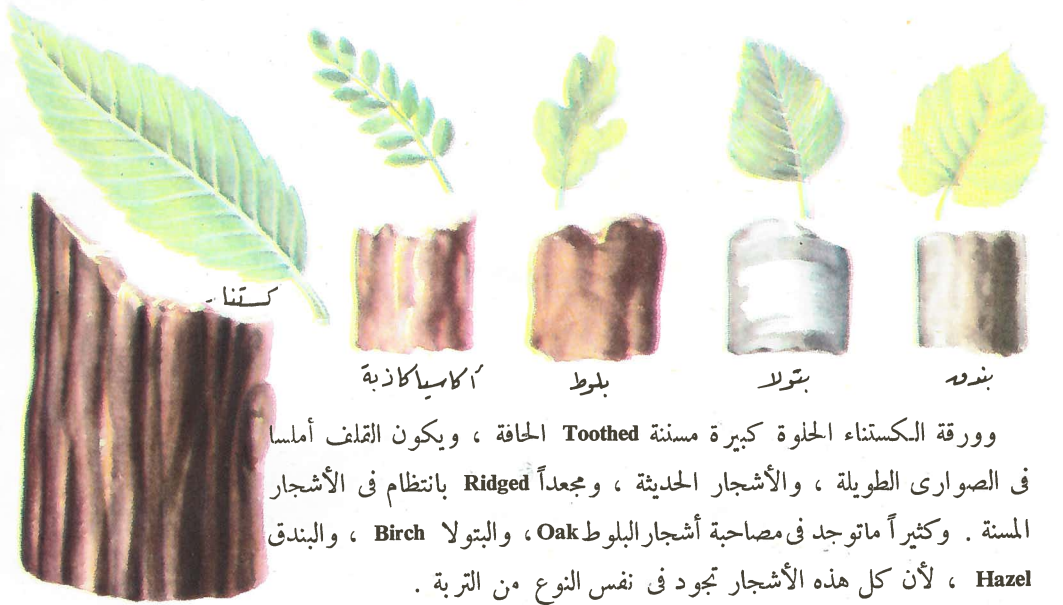 كستناء
أكاسيا كاذبة
بلوط
بتولا
بندق
وورقة الكستناء الحلوة كبيرة مسننة Toothed الحافة ، ويكون القلف أملسا
فى الصوارى الطويلة ، والأشجار الحديثة ، ومجعداً Ridged بانتظام فى الأشجار
المسنة . وكثيراً ماتوجد فى مصاحبة أشجار البلوط Oak ، والبتولا Birch ، والبندق
Hazel ، لأن كل هذه الأشجار تجود فى نفس النوع من التربة .